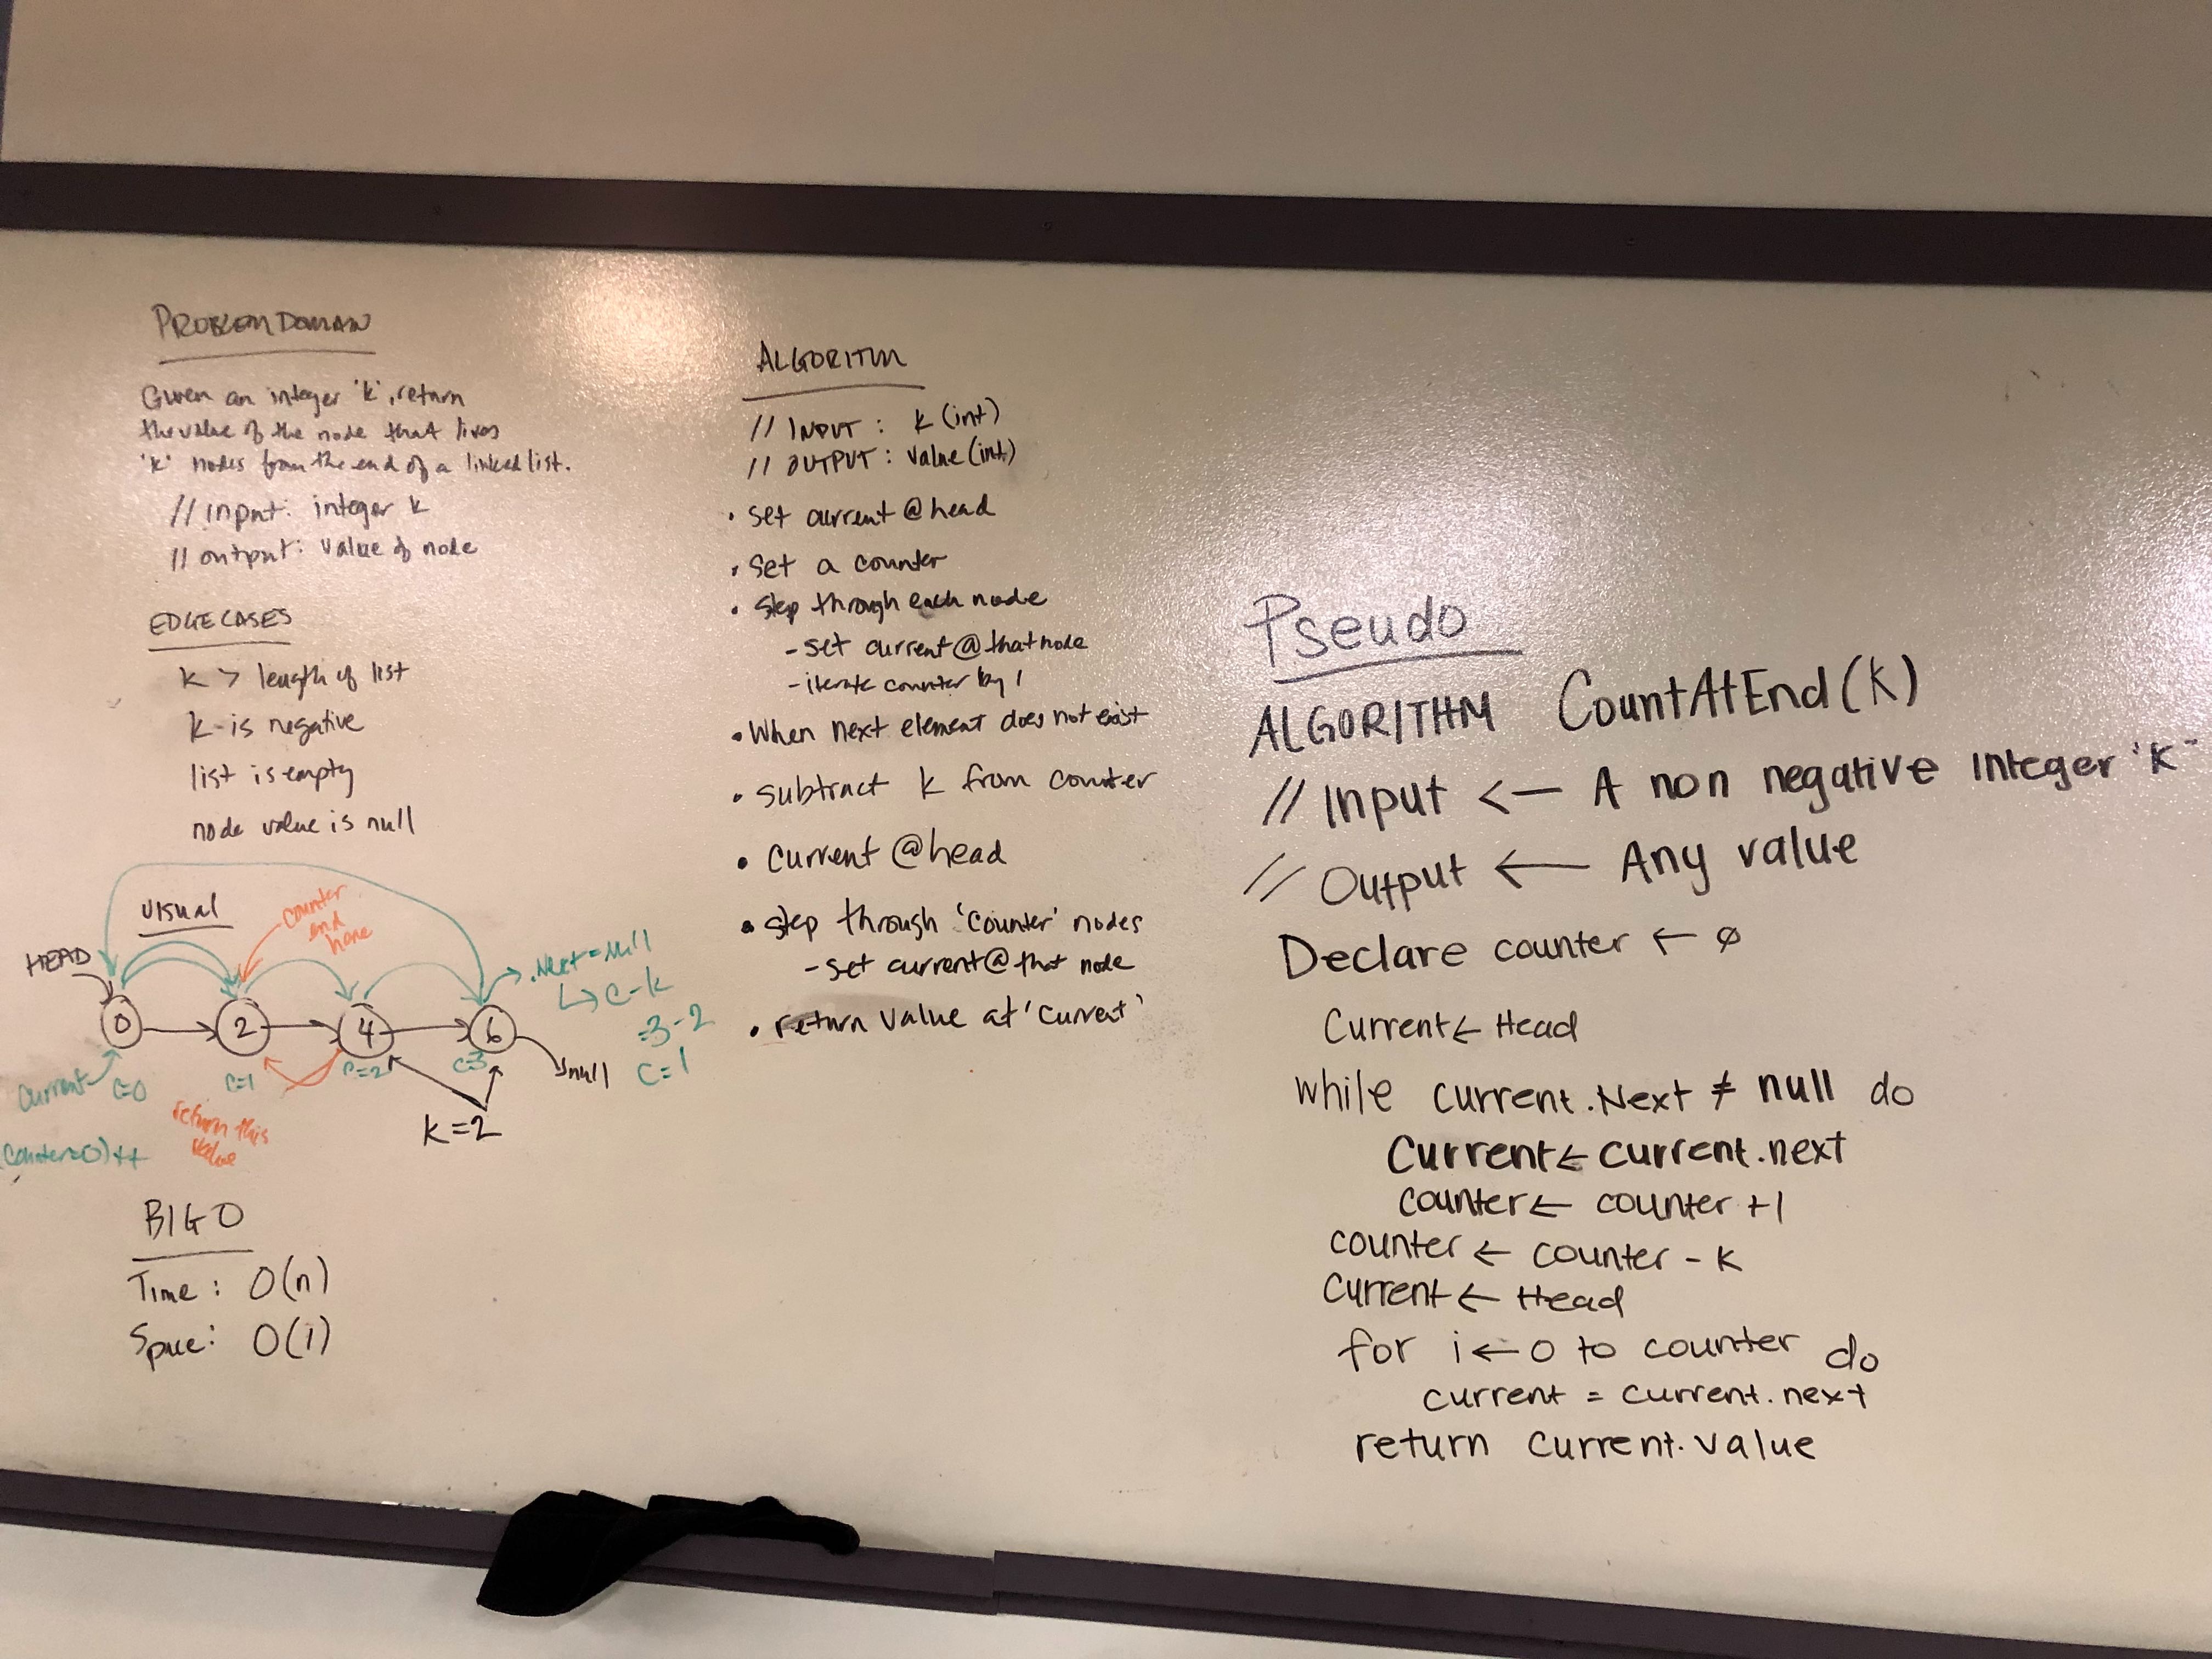 PROBLEM DOMAIN
Given an integer 'k', return
the value of the node that lives
'k' nodes from the end of a linked list.
// input: integer k
// output: value of node
EDGE CASES
k > length of list
k - is negative
list is empty
node value is null
visual
counter
end
here
HEAD
.Next = null
↳ c - k
= 3 - 2
c = 1
0 → 2 → 4 → 6
null
current
c=0
c=1
c=2
c=3
return this
value
k = 2
(counter=0)++
BIG O
Time: O(n)
Space: O(1)
ALGORITM
// INPUT : k (int)
// OUTPUT : value (int)
• set current @ head
• set a counter
• step through each node
- set current @ that node
- iterate counter by 1
• When next element does not exist
• subtract k from counter
• current @ head
• step through 'counter' nodes
- set current @ that node
• return value at 'current'
Pseudo
ALGORITHM CountAtEnd(k)
// Input <— A non negative integer 'k'
// Output ← Any value
Declare counter ← ø
Current ← Head
while current.Next ≠ null do
Current ← current.next
counter ← counter +1
counter ← counter - k
Current ← Head
for i ← 0 to counter do
current = current.next
return current.value